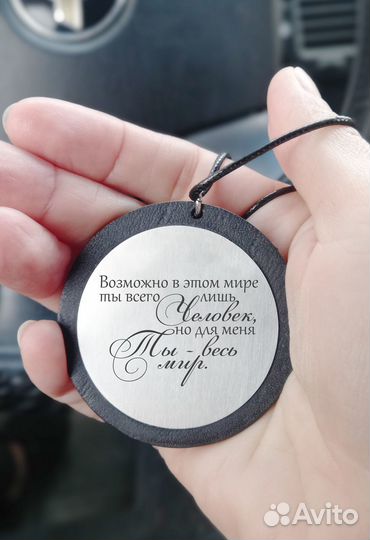 Возможно в этом мире
ты всего лишь
Человек,
но для меня
Ты - весь
мир.
Avito